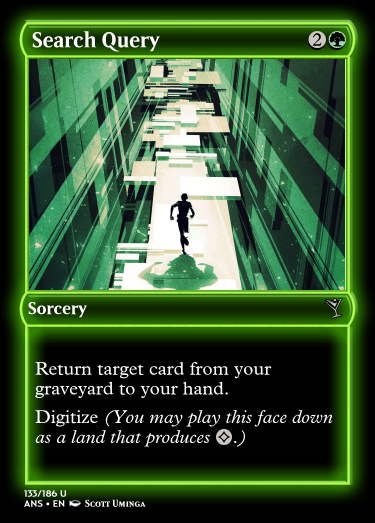 Search Query 2
Sorcery
Return target card from your
graveyard to your hand.
Digitize (You may play this face down
as a land that produces .)
133/186 U
ANS • EN Scott Uminga